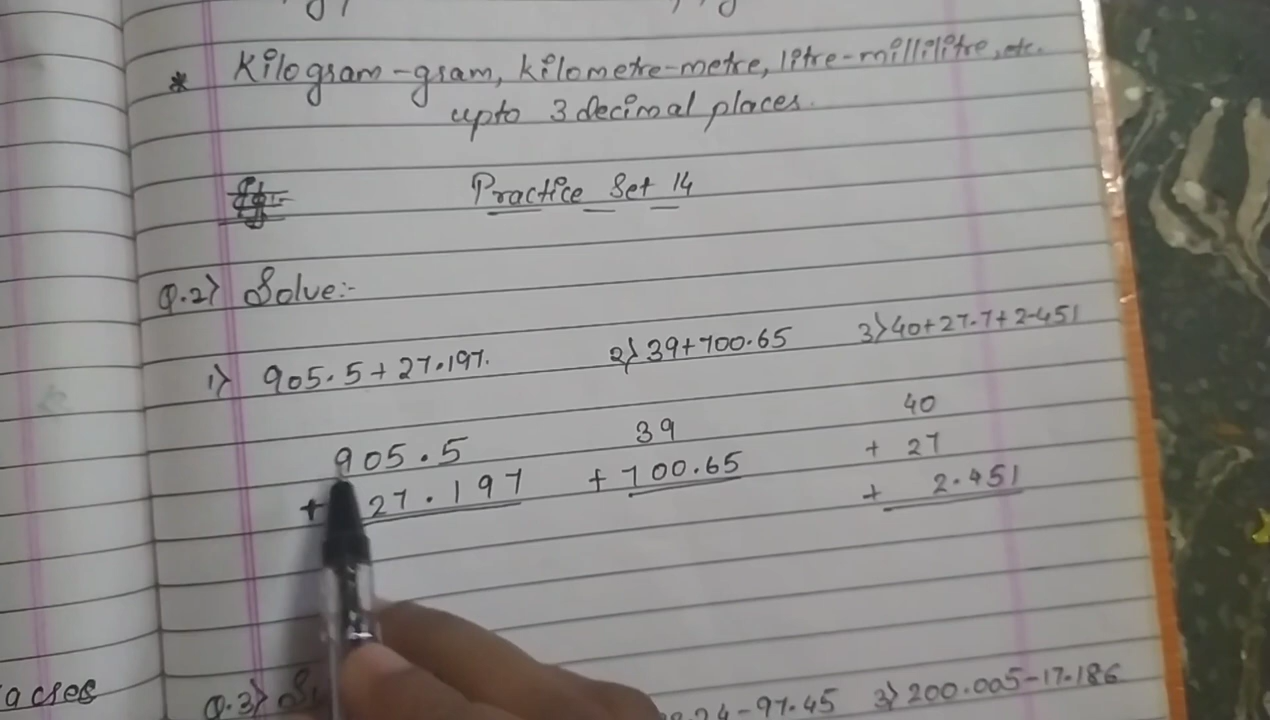 * Kilogram-gram, kilometre-metre, litre-millilitre, etc.
upto 3 decimal places.
Practice Set 14
Q.2) Solve:-
1) 905.5 + 27.197. 2) 39+700.65 3) 40+27.7+2.451
905.5 39 40
+ 27.197 + 700.65 + 27
+ 2.451
acres
Q.3) - 97.45 3) 200.005-17.186